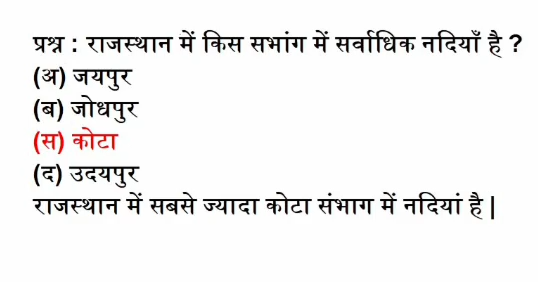 प्रश्न : राजस्थान में किस सभांग में सर्वाधिक नदियाँ है ?
(अ) जयपुर
(ब) जोधपुर
(स) कोटा
(द) उदयपुर
राजस्थान में सबसे ज्यादा कोटा संभाग में नदियां है |